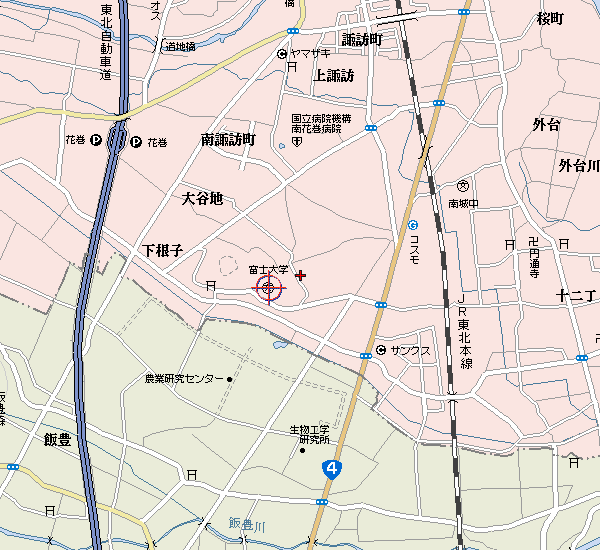 東北自動車道
オス
道地橋
橋
ヤマザキ
諏訪町
桜町
上諏訪
国立病院機構
南花巻病院
外台
花巻
P
P
花巻
南諏訪町
外台川
大谷地
南城中
G
コスモ
下根子
富士大学
卍円通寺
十二丁
JR東北本線
C サンクス
農業研究センター
飯豊
生物工学
研究所
4
飯豊川